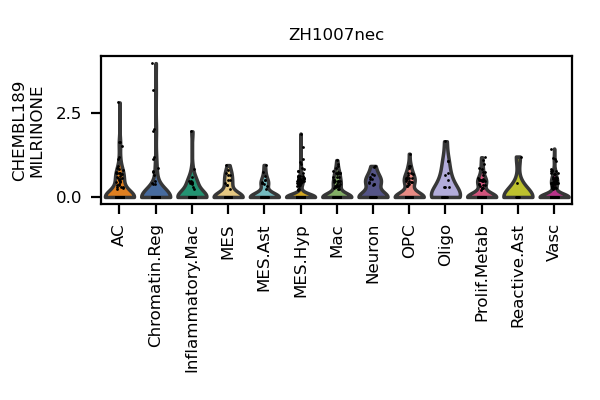 ZH1007nec
CHEMBL189
MILRINONE
2.5
0.0
AC
Chromatin.Reg
Inflammatory.Mac
MES
MES.Ast
MES.Hyp
Mac
Neuron
OPC
Oligo
Prolif.Metab
Reactive.Ast
Vasc